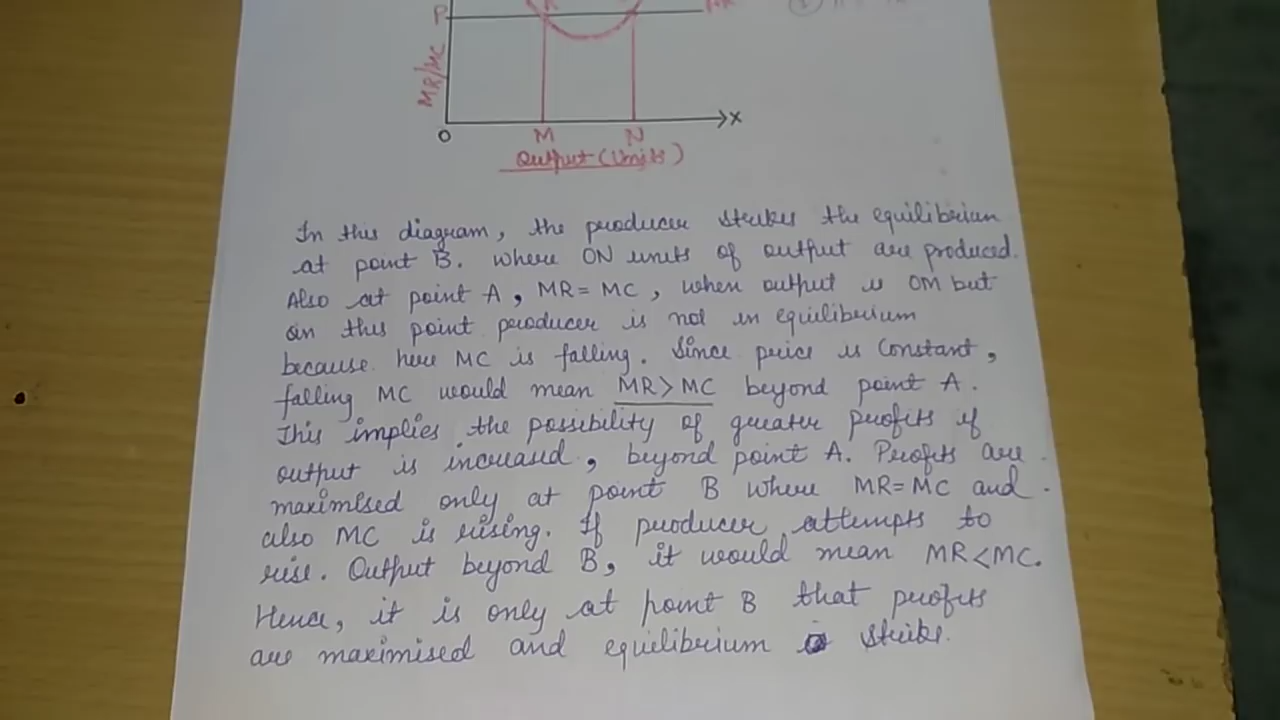 P
MR/MC
O
M
N
X
Output (Units)
In this diagram, the producer strikes the equilibrium
at point B. where ON units of output are produced.
Also at point A, MR = MC, when output is OM but
on this point producer is not in equilibrium
because here MC is falling. Since price is Constant,
falling MC would mean MR > MC beyond point A.
This implies the possibility of greater profits if
output is increased, beyond point A. Profits are
maximised only at point B where MR = MC and
also MC is rising. If producer attempts to
rise. Output beyond B, it would mean MR < MC.
Hence, it is only at point B that profits
are maximised and equilibrium strikes.